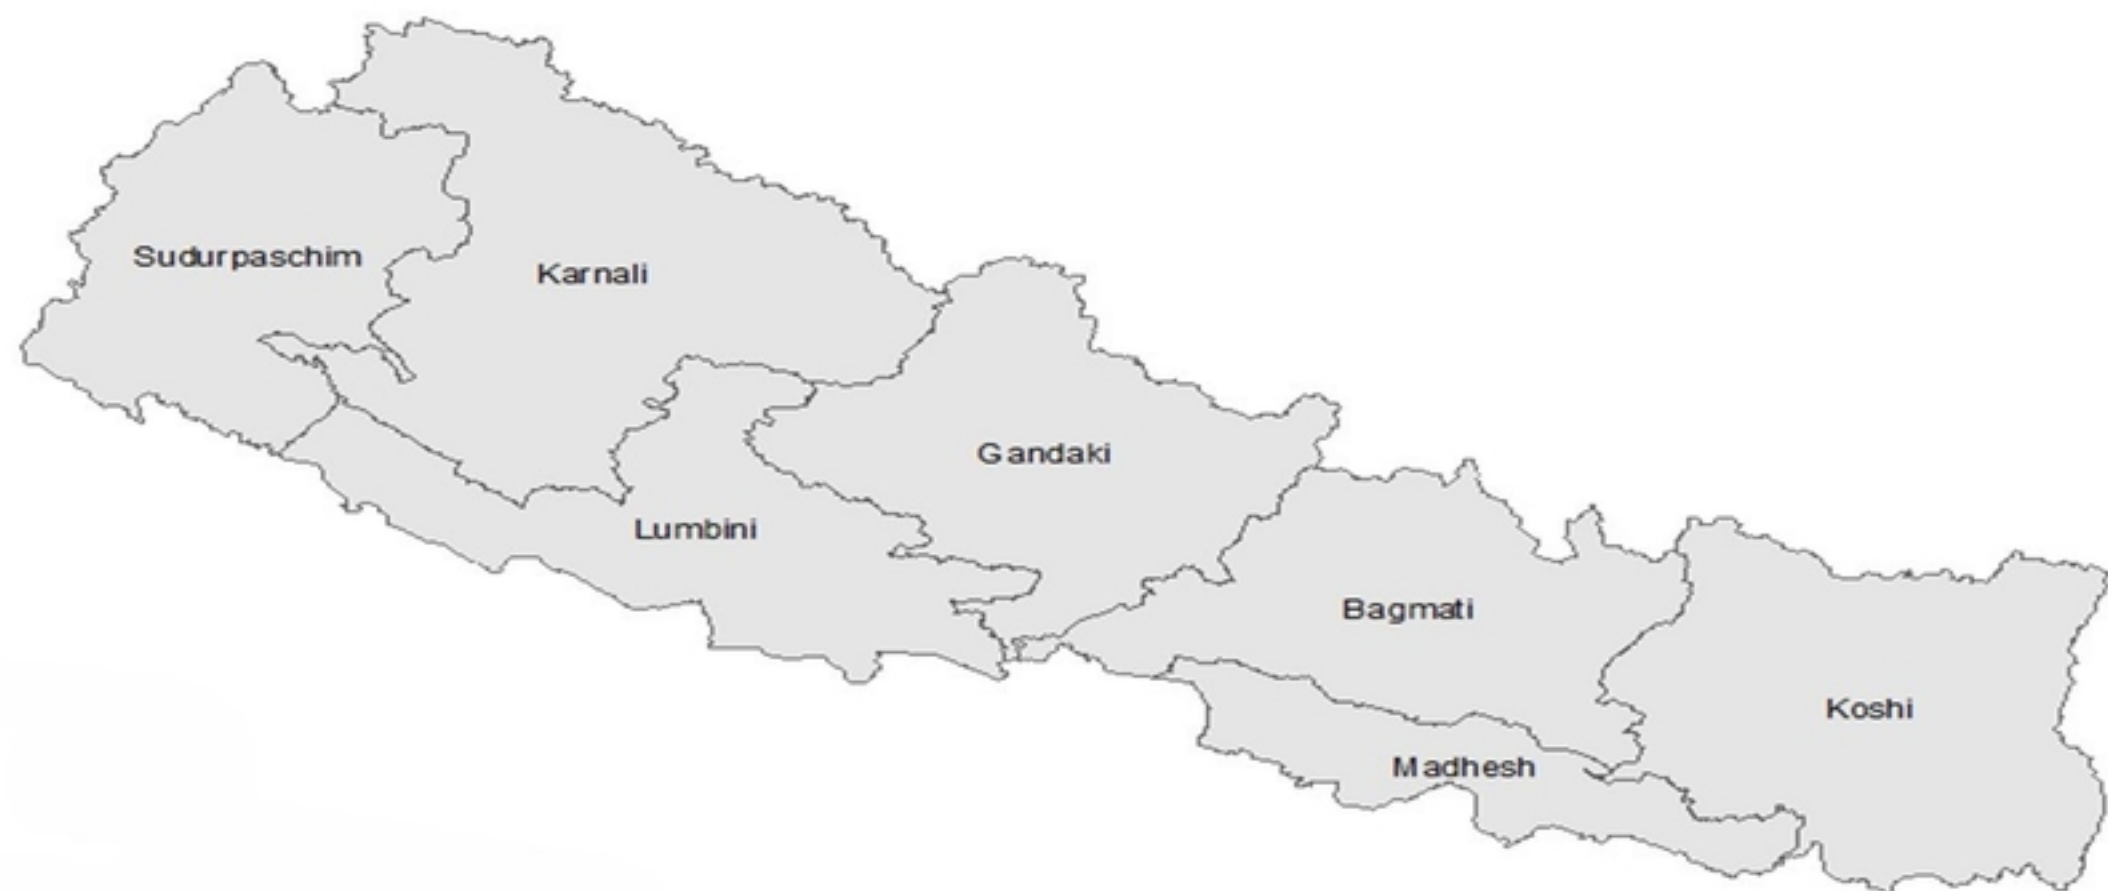 Sudurpaschim
Karnali
Gandaki
Lumbini
Bagmati
Koshi
Madhesh